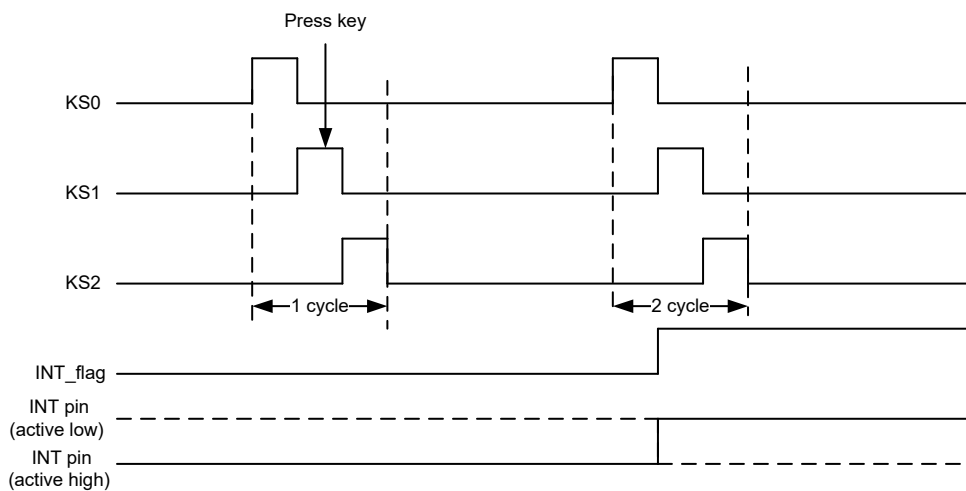 Press key
KS0
KS1
KS2
1 cycle
2 cycle
INT_flag
INT pin
(active low)
INT pin
(active high)